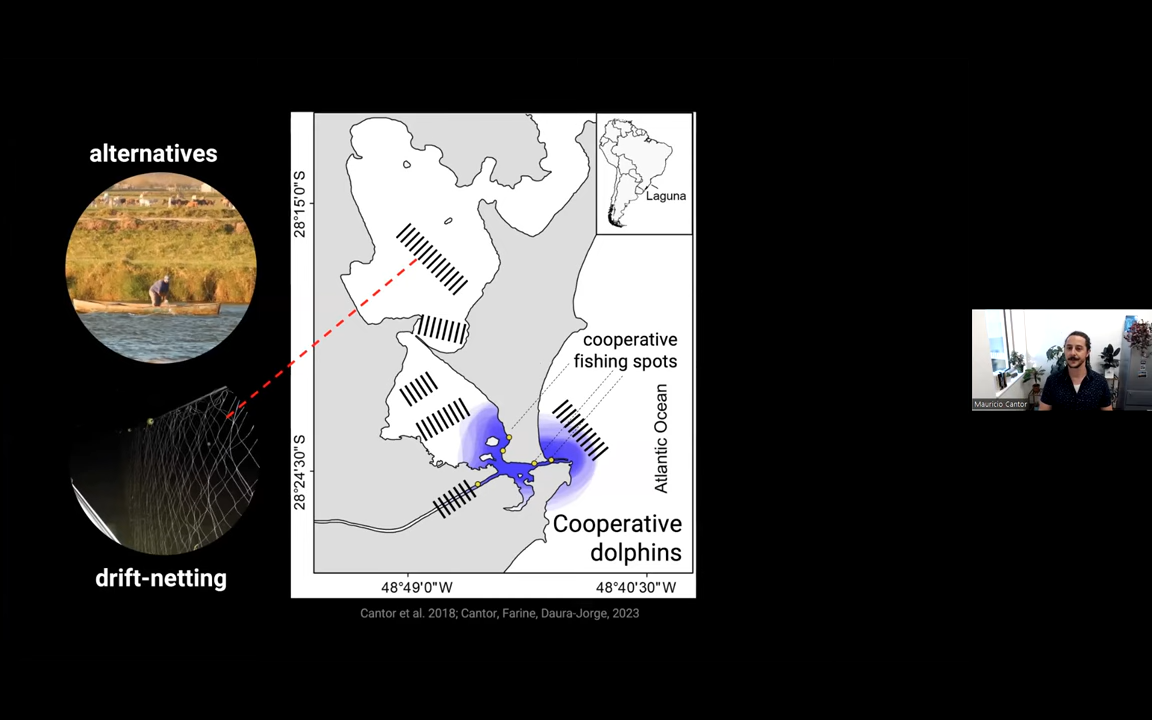 alternatives
drift-netting
28°15'0"S
28°24'30"S
Laguna
cooperative
fishing spots
Atlantic Ocean
Cooperative
dolphins
48°49'0"W
48°40'30"W
Cantor et al. 2018; Cantor, Farine, Daura-Jorge, 2023
Mauricio Cantor